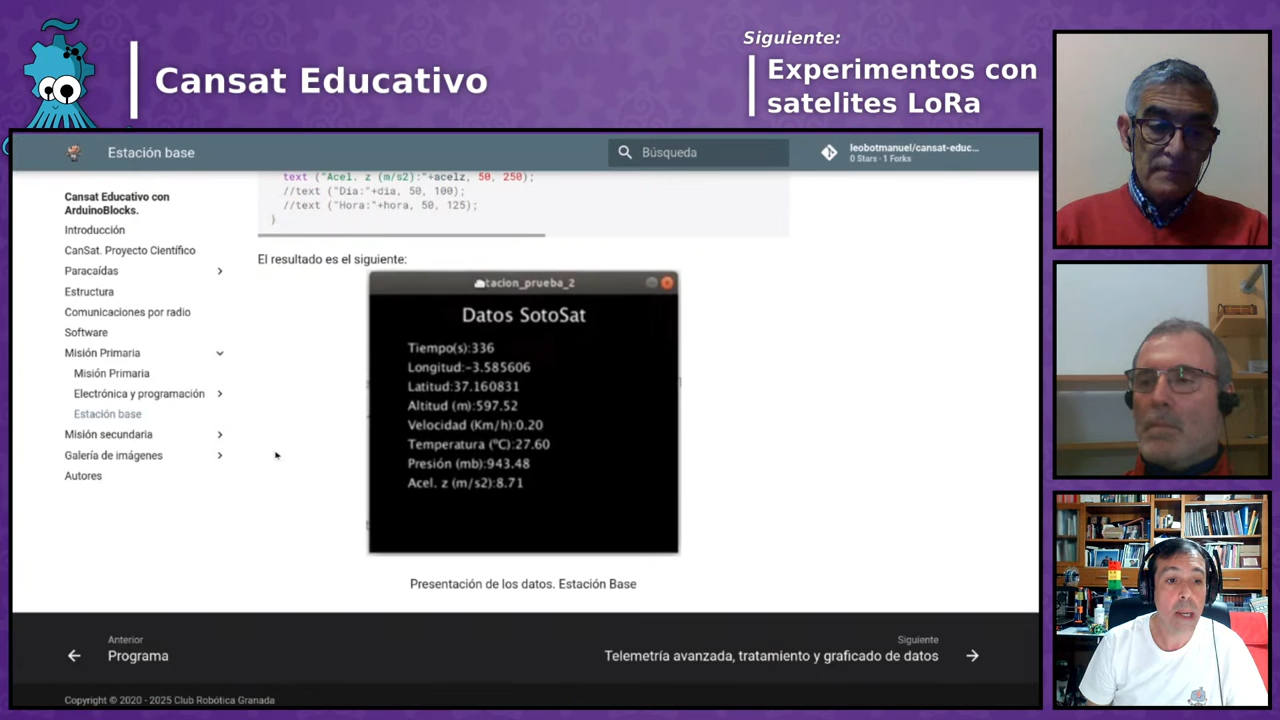 Cansat Educativo
Siguiente:
Experimentos con
satelites LoRa
Estación base
Búsqueda
leobotmanuel/cansat-educ...
0 Stars · 1 Forks
Cansat Educativo con
ArduinoBlocks.
Introducción
CanSat. Proyecto Científico
Paracaídas
Estructura
Comunicaciones por radio
Software
Misión Primaria
Misión Primaria
Electrónica y programación
Estación base
Misión secundaria
Galería de imágenes
Autores
text ("Acel. z (m/s2):"+acelz, 50, 250);
//text ("Dia:"+dia, 50, 100);
//text ("Hora:"+hora, 50, 125);
}
El resultado es el siguiente:
tacion_prueba_2
Datos SotoSat
Tiempo(s):336
Longitud:-3.585606
Latitud:37.160831
Altitud (m):597.52
Velocidad (Km/h):0.20
Temperatura (ºC):27.60
Presión (mb):943.48
Acel. z (m/s2):8.71
Presentación de los datos. Estación Base
Anterior
Programa
Siguiente
Telemetría avanzada, tratamiento y graficado de datos
Copyright © 2020 - 2025 Club Robótica Granada